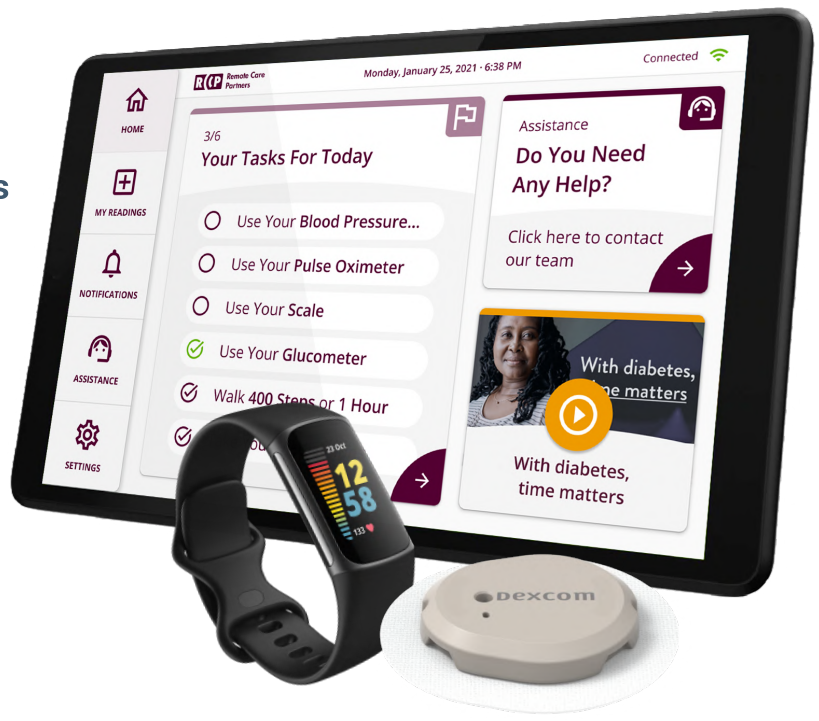 s
R(P Remote Care
Partners
Monday, January 25, 2021 · 6:38 PM
Connected
HOME
MY READINGS
NOTIFICATIONS
ASSISTANCE
SETTINGS
3/6
Your Tasks For Today
Use Your Blood Pressure...
Use Your Pulse Oximeter
Use Your Scale
Use Your Glucometer
Walk 400 Steps or 1 Hour
Assistance
Do You Need
Any Help?
Click here to contact
our team
With diabetes,
time matters
With diabetes,
time matters
23 Oct
12
58
133
Dexcom